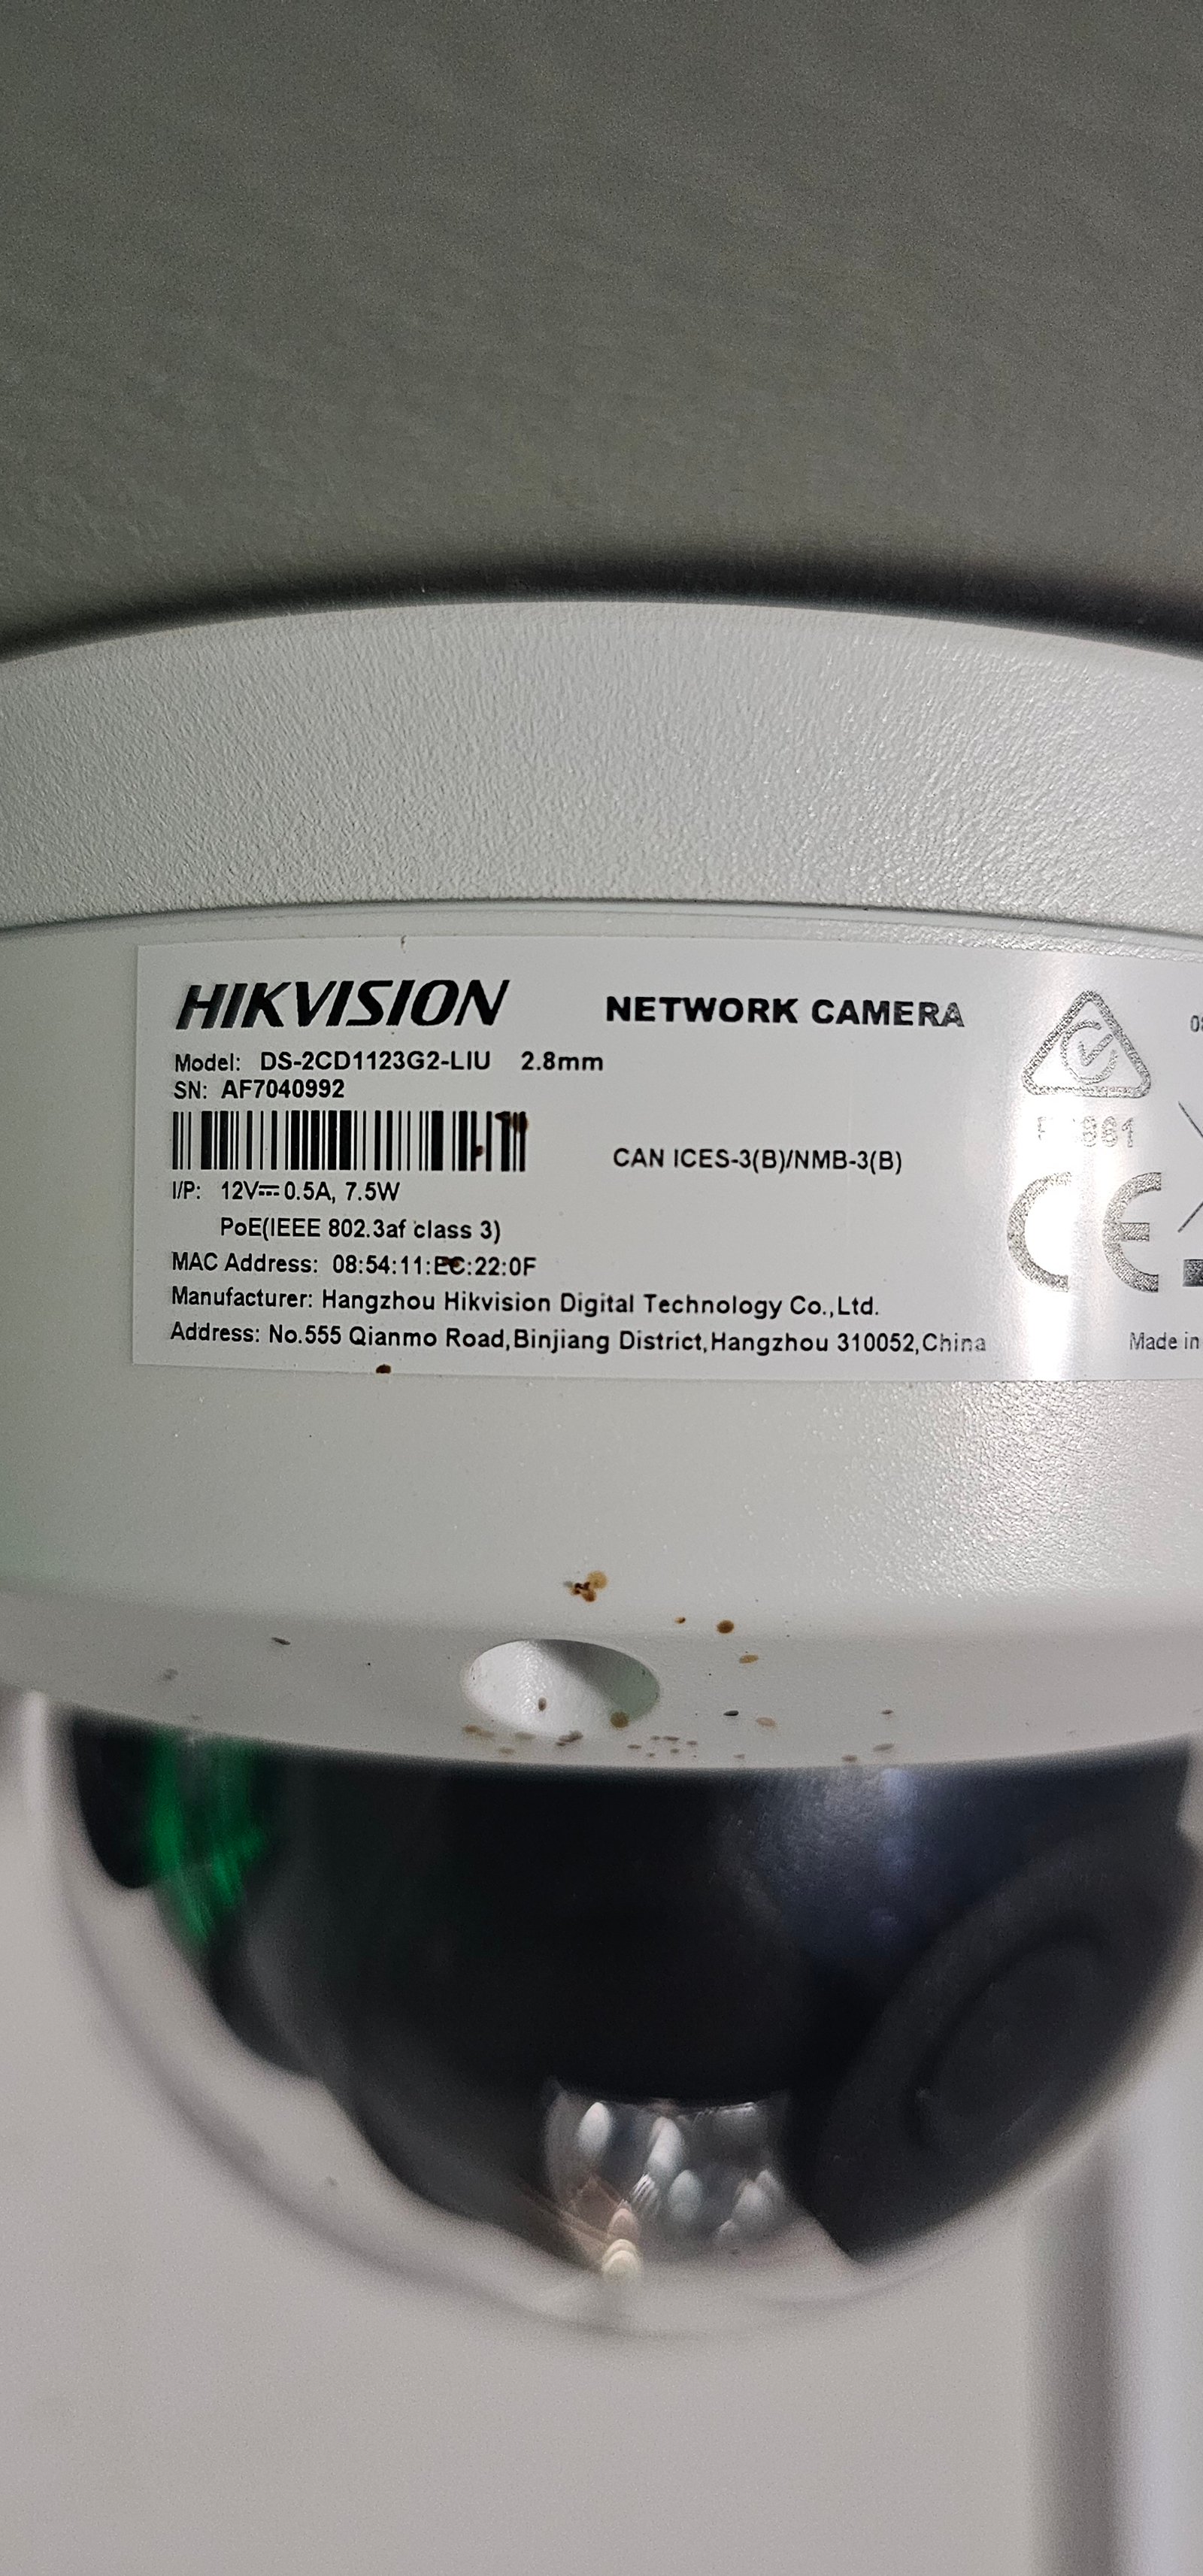 HIKVISION
NETWORK CAMERA
Model: DS-2CD1123G2-LIU 2.8mm
SN: AF7040992
CAN ICES-3(B)/NMB-3(B)
I/P: 12V⎓0.5A, 7.5W
PoE(IEEE 802.3af class 3)
MAC Address: 08:54:11:EC:22:0F
Manufacturer: Hangzhou Hikvision Digital Technology Co.,Ltd.
Address: No.555 Qianmo Road,Binjiang District,Hangzhou 310052,China
CE
Made in